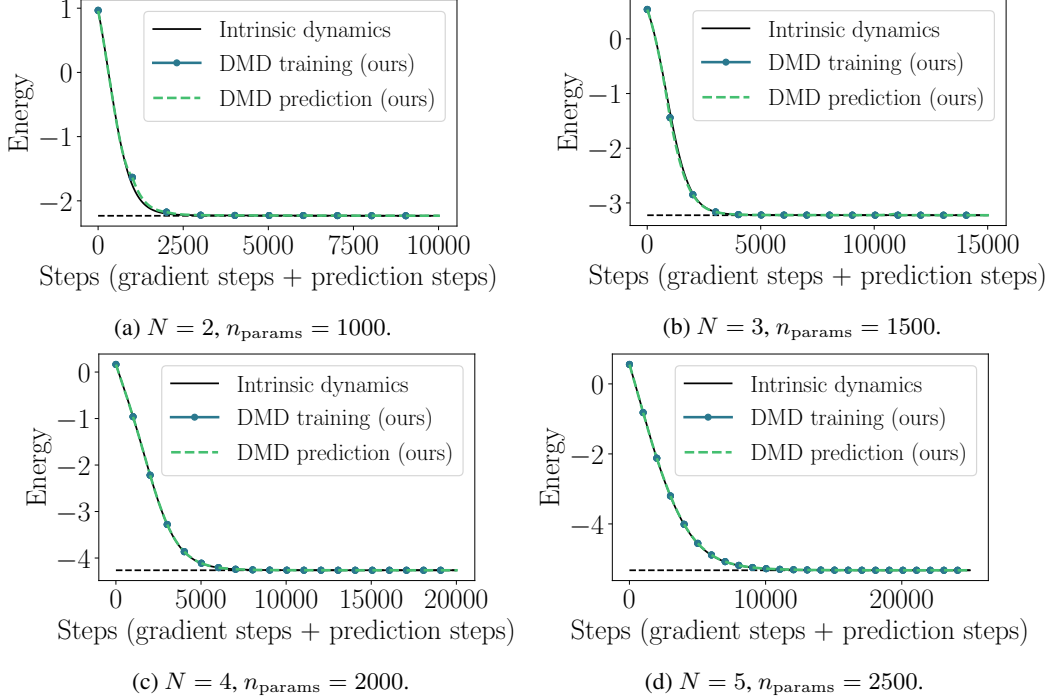 1
0
−1
−2
Energy
Intrinsic dynamics
DMD training (ours)
DMD prediction (ours)
0 2500 5000 7500 10000
Steps (gradient steps + prediction steps)
(a) N = 2, n_params = 1000.
0
−1
−2
−3
Energy
Intrinsic dynamics
DMD training (ours)
DMD prediction (ours)
0 5000 10000 15000
Steps (gradient steps + prediction steps)
(b) N = 3, n_params = 1500.
0
−1
−2
−3
−4
Energy
Intrinsic dynamics
DMD training (ours)
DMD prediction (ours)
0 5000 10000 15000 20000
Steps (gradient steps + prediction steps)
(c) N = 4, n_params = 2000.
0
−2
−4
Energy
Intrinsic dynamics
DMD training (ours)
DMD prediction (ours)
0 10000 20000
Steps (gradient steps + prediction steps)
(d) N = 5, n_params = 2500.